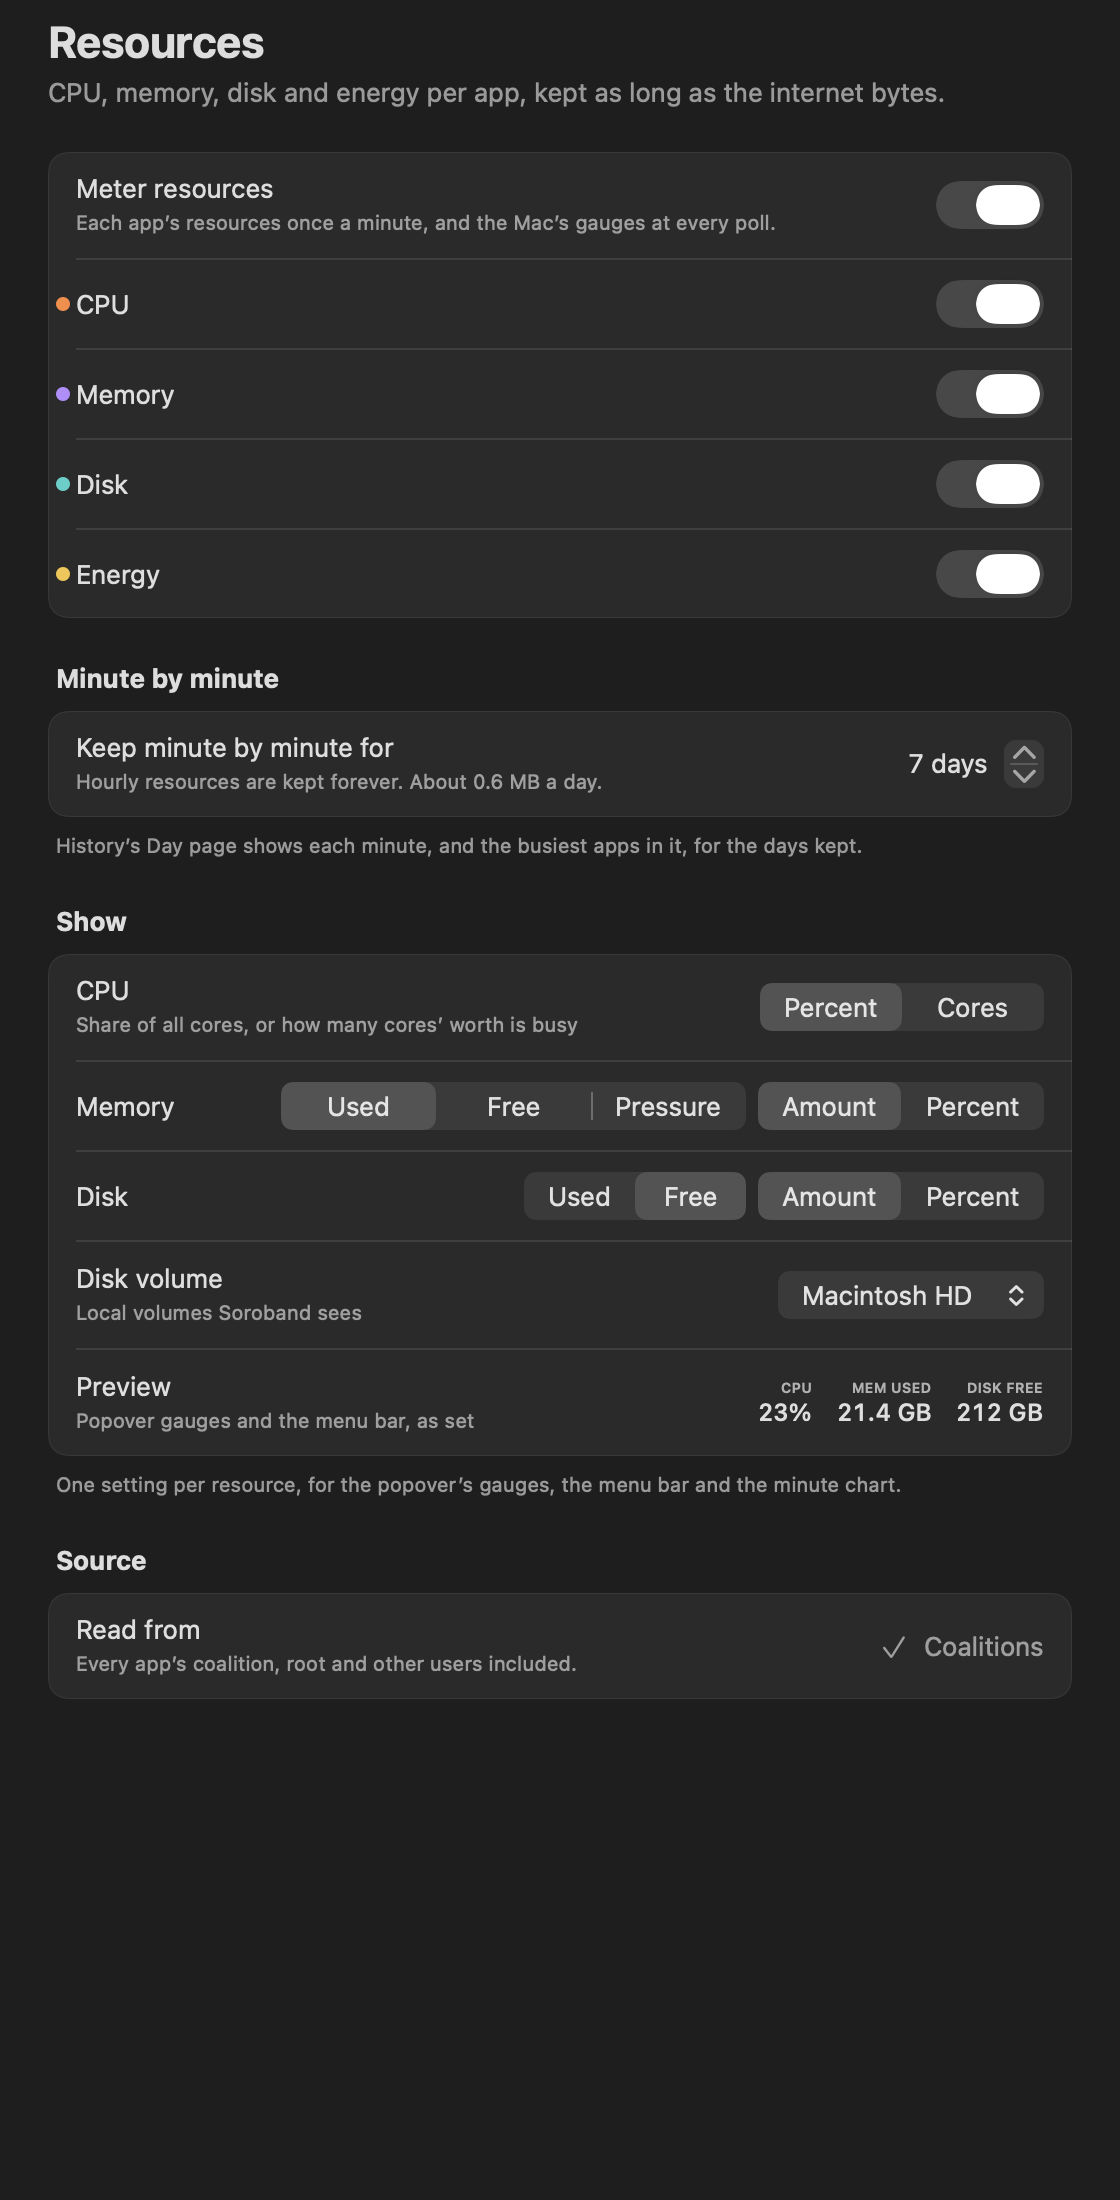 Resources
CPU, memory, disk and energy per app, kept as long as the internet bytes.
Meter resources
Each app’s resources once a minute, and the Mac’s gauges at every poll.
CPU
Memory
Disk
Energy
Minute by minute
Keep minute by minute for
Hourly resources are kept forever. About 0.6 MB a day.
7 days
History’s Day page shows each minute, and the busiest apps in it, for the days kept.
Show
CPU
Share of all cores, or how many cores’ worth is busy
Percent Cores
Memory Used Free Pressure Amount Percent
Disk Used Free Amount Percent
Disk volume
Local volumes Soroband sees
Macintosh HD
Preview
Popover gauges and the menu bar, as set
CPU MEM USED DISK FREE
23% 21.4 GB 212 GB
One setting per resource, for the popover’s gauges, the menu bar and the minute chart.
Source
Read from
Every app’s coalition, root and other users included.
Coalitions